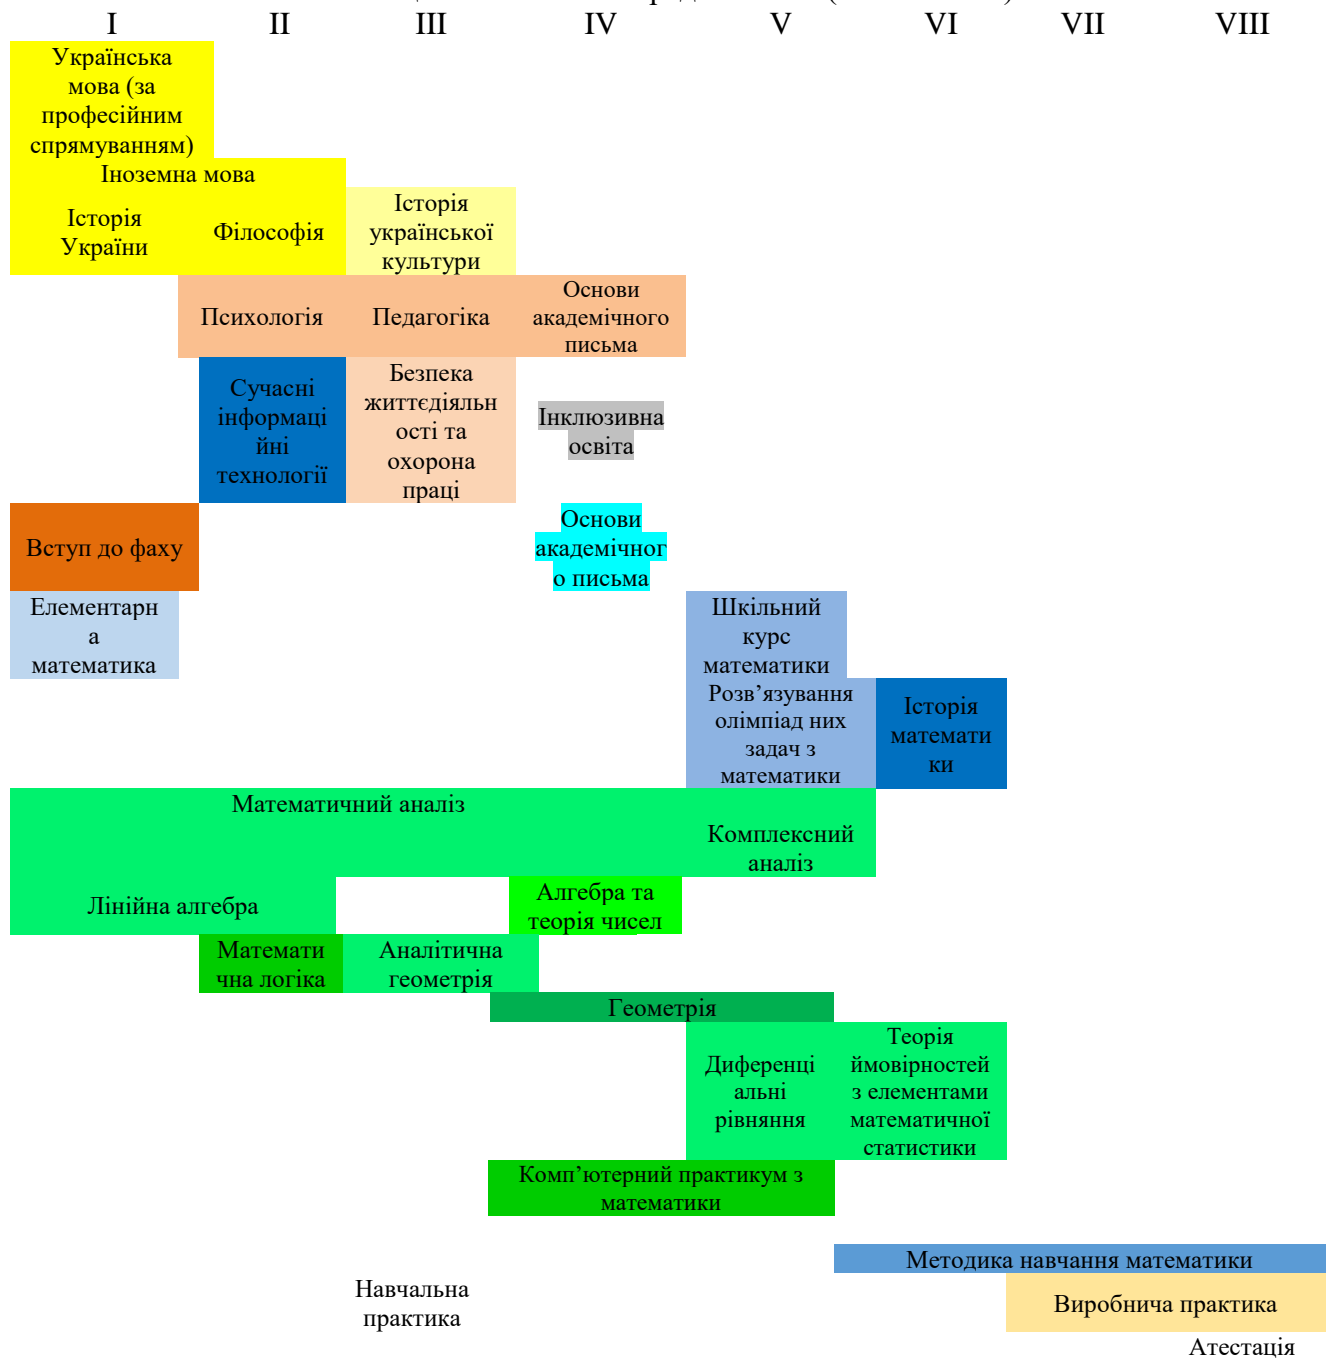 I II III IV V VI VII VIII
Українська
мова (за
професійним
спрямуванням)
Іноземна мова
Історія
України
Філософія
Історія
української
культури
Психологія
Педагогіка
Основи
академічного
письма
Сучасні
інформаці
йні
технології
Безпека
життєдіяльн
ості та
охорона
праці
Інклюзивна
освіта
Вступ до фаху
Основи
академічног
о письма
Елементарн
а
математика
Шкільний
курс
математики
Розв’язування
олімпіад них
задач з
математики
Історія
математи
ки
Математичний аналіз
Комплексний
аналіз
Лінійна алгебра
Алгебра та
теорія чисел
Математи
чна логіка
Аналітична
геометрія
Геометрія
Диференці
альні
рівняння
Теорія
ймовірностей
з елементами
математичної
статистики
Комп’ютерний практикум з
математики
Методика навчання математики
Навчальна
практика
Виробнича практика
Атестація